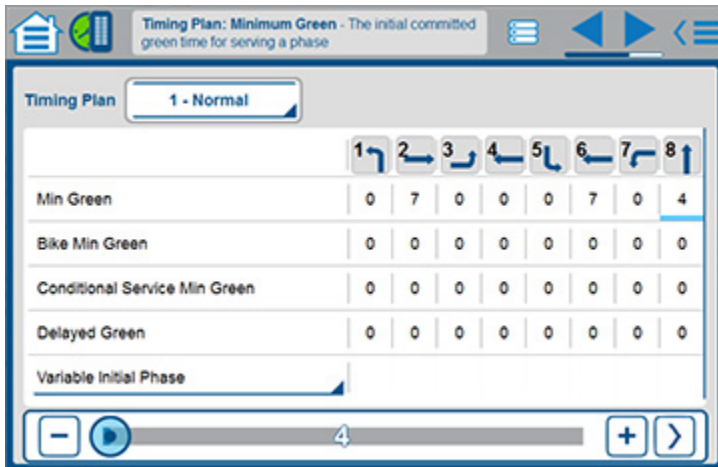 Timing Plan: Minimum Green - The initial committed
green time for serving a phase
Timing Plan 1 - Normal
1 2 3 4 5 6 7 8
Min Green 0 7 0 0 0 7 0 4
Bike Min Green 0 0 0 0 0 0 0 0
Conditional Service Min Green 0 0 0 0 0 0 0 0
Delayed Green 0 0 0 0 0 0 0 0
Variable Initial Phase
4